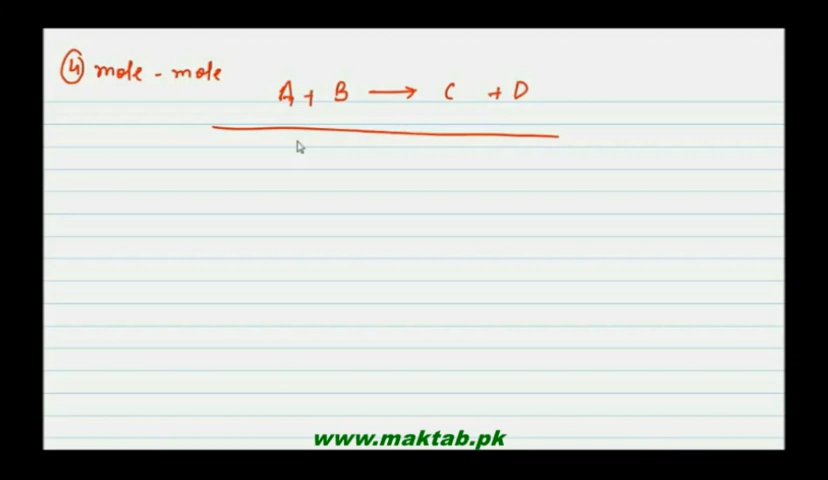 ④ mole - mole
A + B → C + D
www.maktab.pk